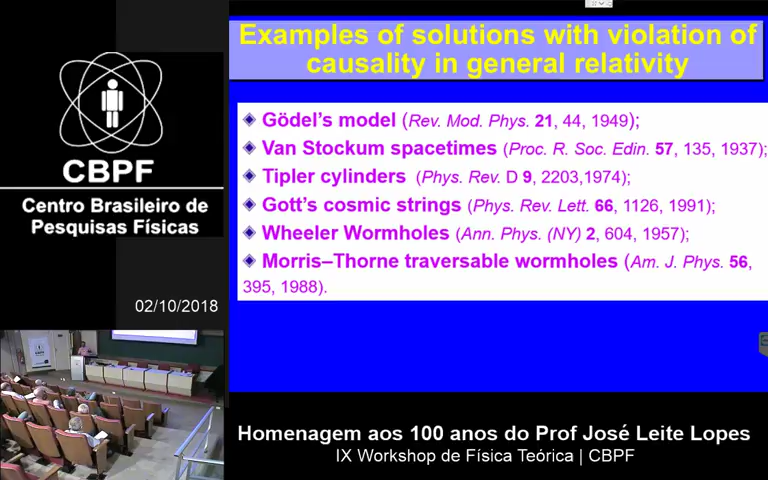 Examples of solutions with violation of
causality in general relativity
Gödel's model (Rev. Mod. Phys. 21, 44, 1949);
Van Stockum spacetimes (Proc. R. Soc. Edin. 57, 135, 1937);
Tipler cylinders (Phys. Rev. D 9, 2203,1974);
Gott's cosmic strings (Phys. Rev. Lett. 66, 1126, 1991);
Wheeler Wormholes (Ann. Phys. (NY) 2, 604, 1957);
Morris–Thorne traversable wormholes (Am. J. Phys. 56,
395, 1988).
CBPF
Centro Brasileiro de
Pesquisas Físicas
02/10/2018
Homenagem aos 100 anos do Prof José Leite Lopes
IX Workshop de Física Teórica | CBPF